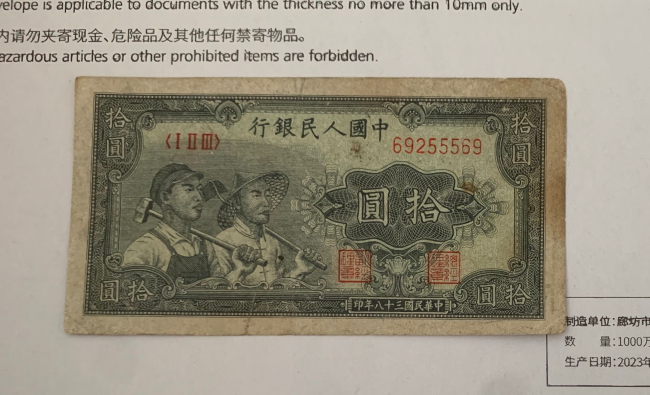 velope is applicable to documents with the thickness no more than 10mm only.
内请勿夹寄现金、危险品及其他任何禁寄物品。
azardous articles or other prohibited items are forbidden.
拾圓
拾圓
行銀民人國中
〈I II III〉
69255569
圓拾
圓拾
圓拾
印年八十三國民華中
制造单位:廊坊市
数 量:1000万
生产日期:2023年